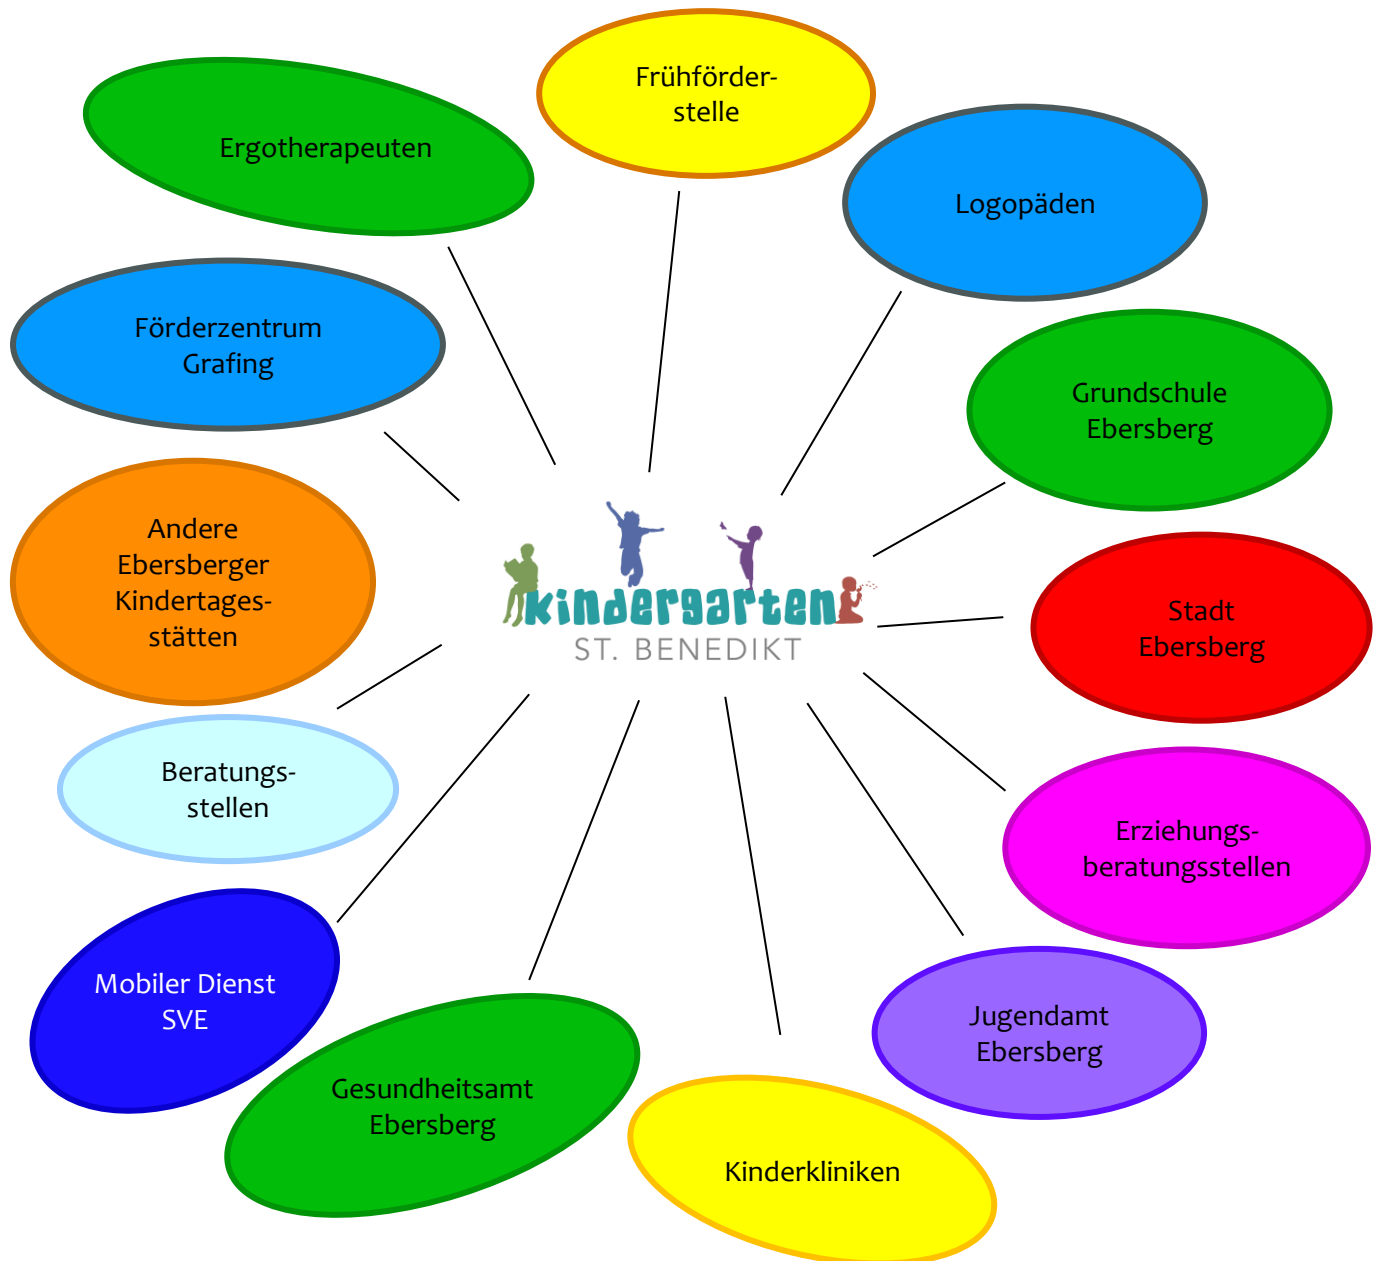 Frühförder-
stelle
Ergotherapeuten
Logopäden
Förderzentrum
Grafing
Grundschule
Ebersberg
Andere
Ebersberger
Kindertages-
stätten
kindergarten
ST. BENEDIKT
Stadt
Ebersberg
Beratungs-
stellen
Erziehungs-
beratungsstellen
Mobiler Dienst
SVE
Jugendamt
Ebersberg
Gesundheitsamt
Ebersberg
Kinderkliniken